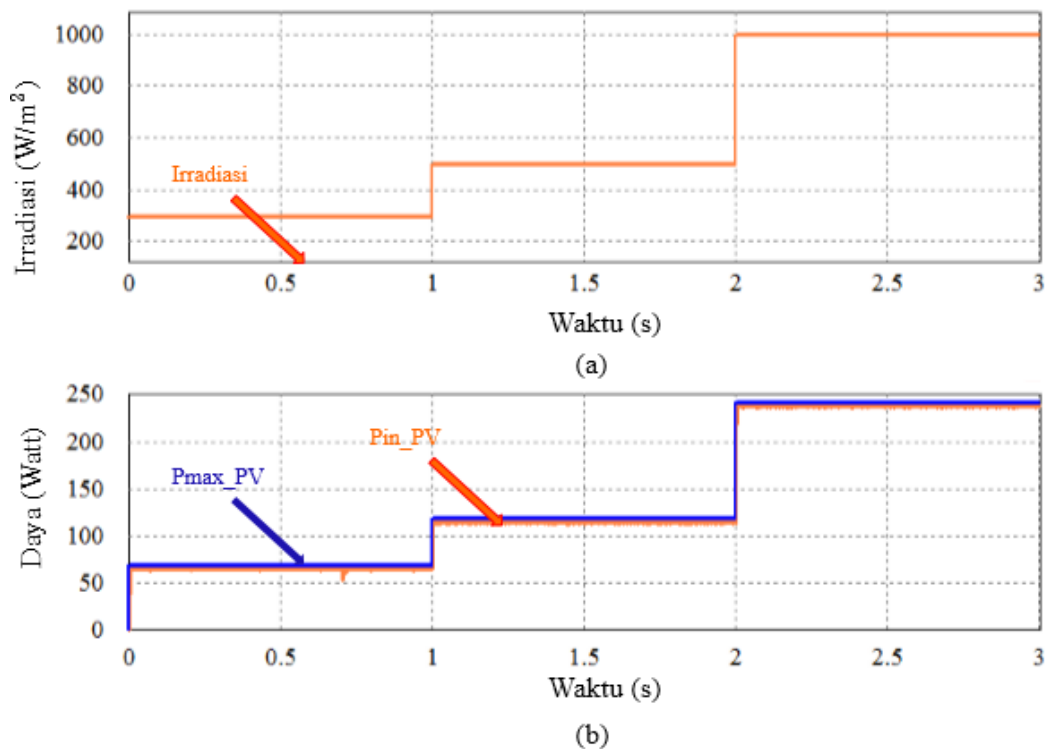 1000
800
600
400
200
Irradiasi (W/m²)
Irradiasi
0 0.5 1 1.5 2 2.5 3
Waktu (s)
(a)
250
200
150
100
50
0
Daya (Watt)
Pin_PV
Pmax_PV
0 0.5 1 1.5 2 2.5 3
Waktu (s)
(b)